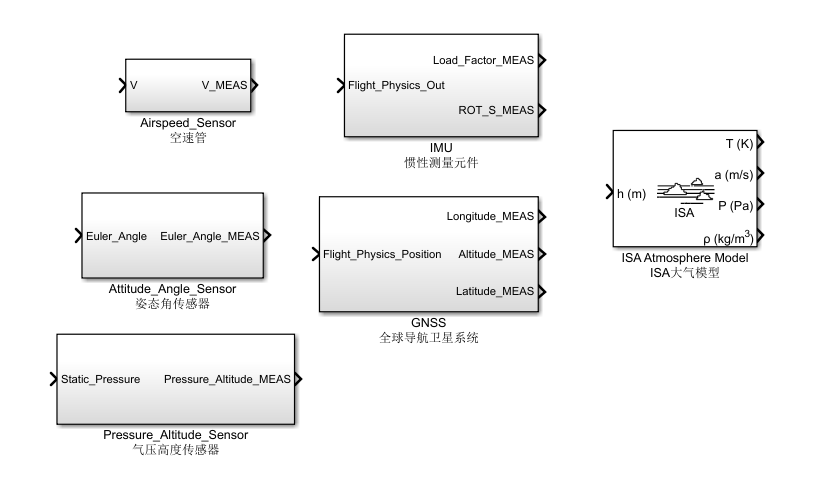 V
V_MEAS
Airspeed_Sensor
空速管
Flight_Physics_Out
Load_Factor_MEAS
ROT_S_MEAS
IMU
惯性测量元件
h (m)
ISA
T (K)
a (m/s)
P (Pa)
ρ (kg/m³)
ISA Atmosphere Model
ISA大气模型
Euler_Angle
Euler_Angle_MEAS
Attitude_Angle_Sensor
姿态角传感器
Flight_Physics_Position
Longitude_MEAS
Altitude_MEAS
Latitude_MEAS
GNSS
全球导航卫星系统
Static_Pressure
Pressure_Altitude_MEAS
Pressure_Altitude_Sensor
气压高度传感器